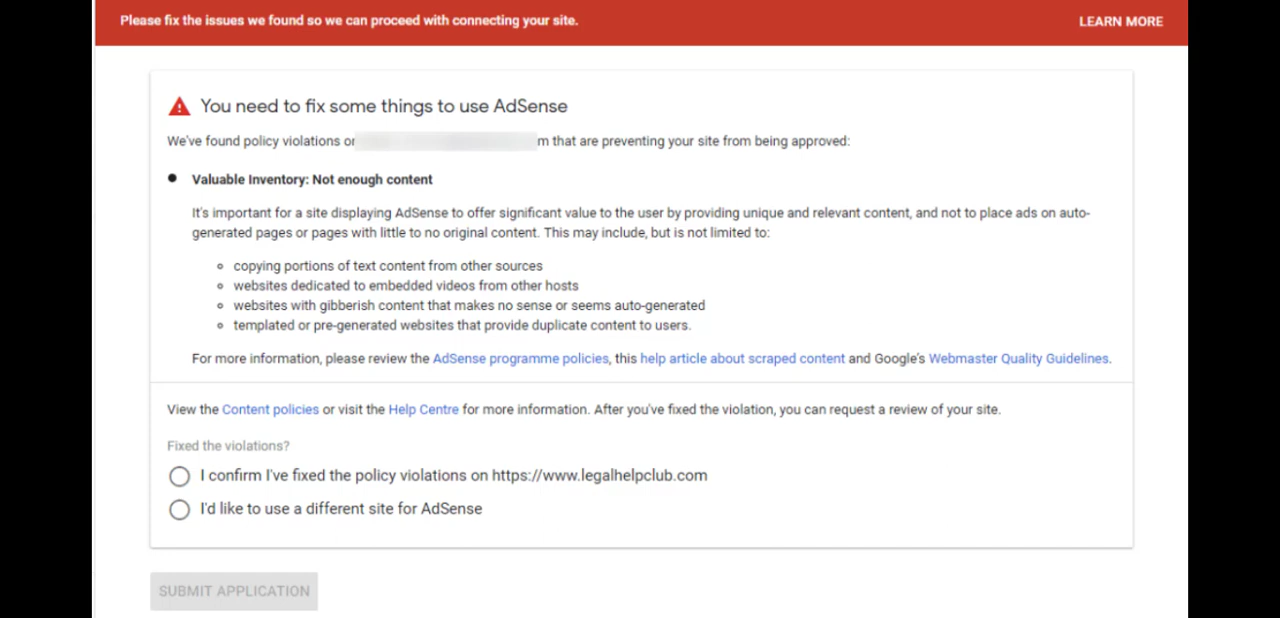 Please fix the issues we found so we can proceed with connecting your site.
LEARN MORE
You need to fix some things to use AdSense
We've found policy violations or m that are preventing your site from being approved:
Valuable Inventory: Not enough content
It's important for a site displaying AdSense to offer significant value to the user by providing unique and relevant content, and not to place ads on auto-
generated pages or pages with little to no original content. This may include, but is not limited to:
copying portions of text content from other sources
websites dedicated to embedded videos from other hosts
websites with gibberish content that makes no sense or seems auto-generated
templated or pre-generated websites that provide duplicate content to users.
For more information, please review the AdSense programme policies, this help article about scraped content and Google's Webmaster Quality Guidelines.
View the Content policies or visit the Help Centre for more information. After you've fixed the violation, you can request a review of your site.
Fixed the violations?
I confirm I've fixed the policy violations on https://www.legalhelpclub.com
I'd like to use a different site for AdSense
SUBMIT APPLICATION